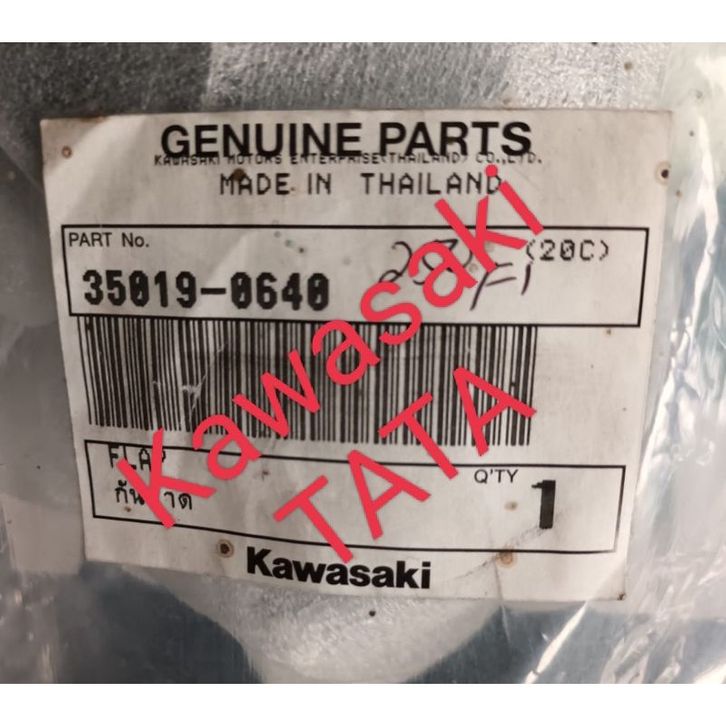 GENUINE PARTS
KAWASAKI MOTORS ENTERPRISE(THAILAND) CO.,LTD.
MADE IN THAILAND
PART No.
35019-0640
(20C)
FLAP
Q'TY
1
Kawasaki
Kawasaki
TATA